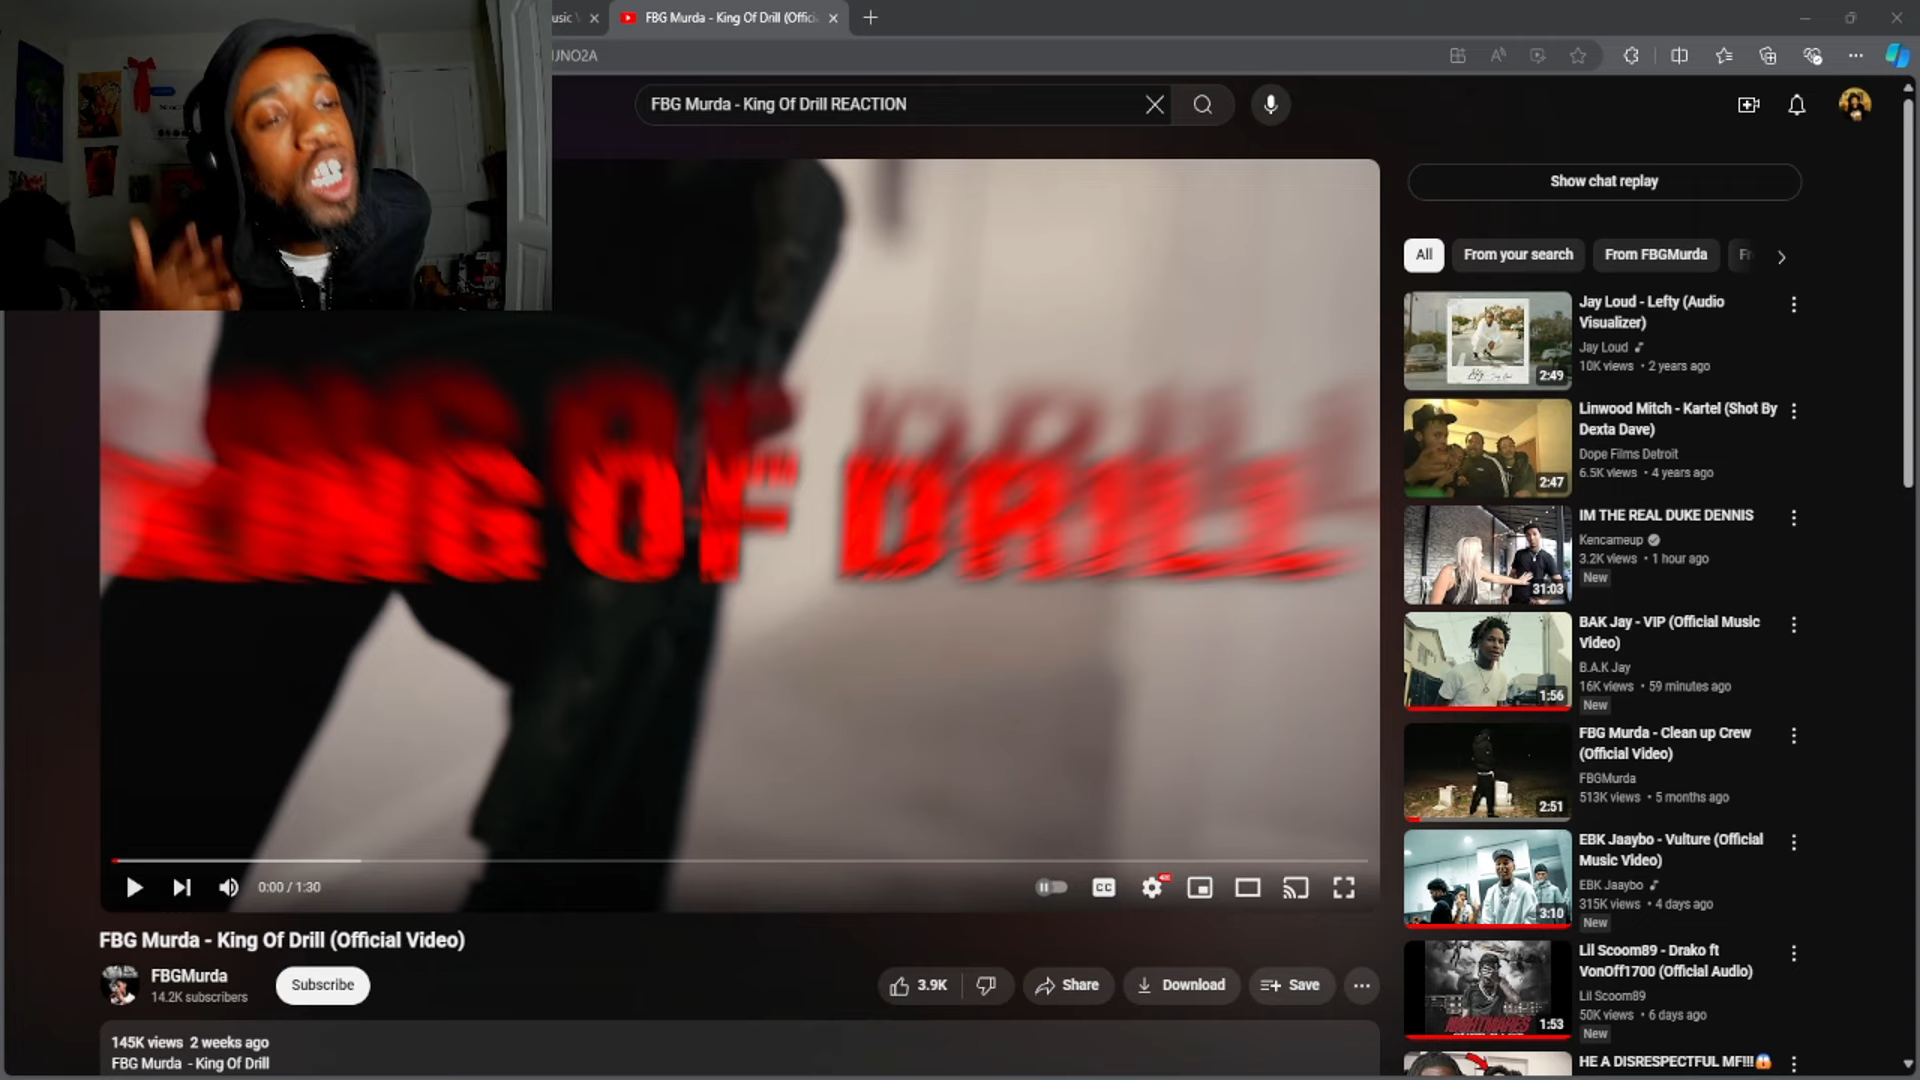 usic
FBG Murda - King Of Drill (Offici
JNO2A
FBG Murda - King Of Drill REACTION
Show chat replay
All
From your search
From FBGMurda
Fr
KING OF DRILL
Jay Loud - Lefty (Audio
Visualizer)
Jay Loud
10K views • 2 years ago
2:49
Linwood Mitch - Kartel (Shot By
Dexta Dave)
Dope Films Detroit
6.5K views • 4 years ago
2:47
IM THE REAL DUKE DENNIS
Kencameup
3.2K views • 1 hour ago
New
31:03
BAK Jay - VIP (Official Music
Video)
B.A.K Jay
16K views • 59 minutes ago
New
1:56
FBG Murda - Clean up Crew
(Official Video)
FBGMurda
513K views • 5 months ago
2:51
EBK Jaaybo - Vulture (Official
Music Video)
EBK Jaaybo
315K views • 4 days ago
New
3:10
Lil Scoom89 - Drako ft
VonOff1700 (Official Audio)
Lil Scoom89
50K views • 6 days ago
New
NIGHTMARES
1:53
HE A DISRESPECTFUL MF!!!😱
0:00 / 1:30
CC
FBG Murda - King Of Drill (Official Video)
FBGMurda
14.2K subscribers
Subscribe
3.9K
Share
Download
Save
145K views 2 weeks ago
FBG Murda - King Of Drill